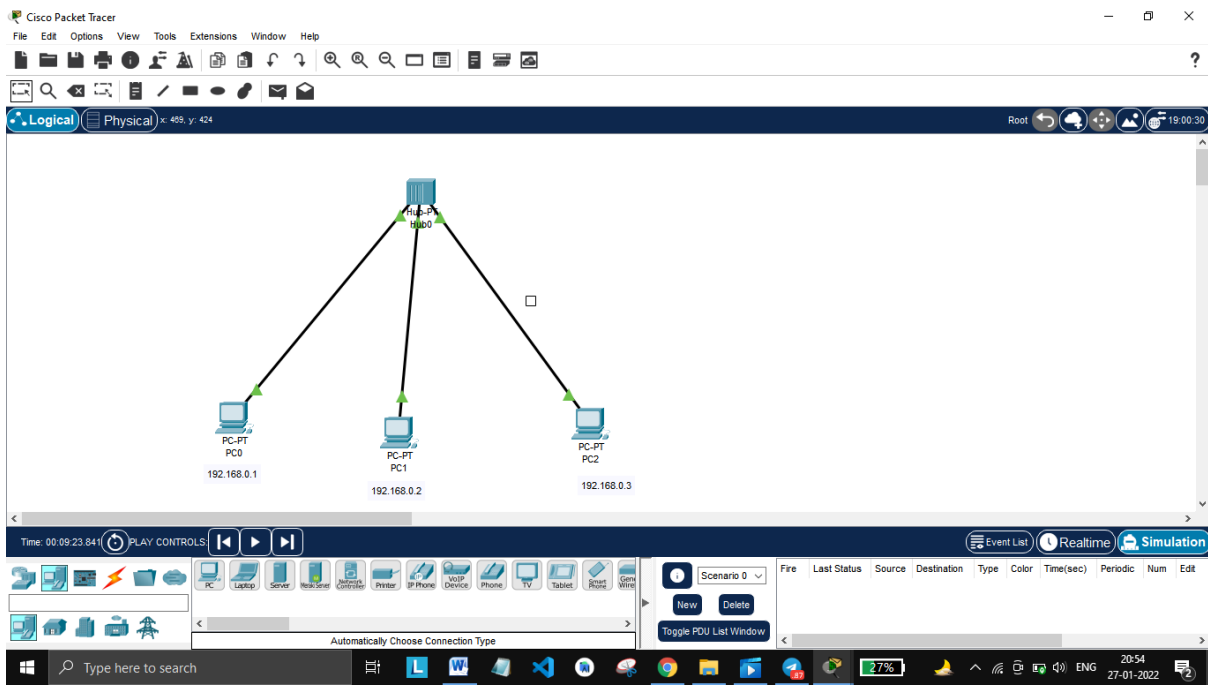 Cisco Packet Tracer
File Edit Options View Tools Extensions Window Help
?
Logical Physical x: 489, y: 424 Root 19:00:30
Hub-PT
Hub0
PC-PT
PC0
192.168.0.1
PC-PT
PC1
192.168.0.2
PC-PT
PC2
192.168.0.3
Time: 00:09:23.841 PLAY CONTROLS: Event List Realtime Simulation
PC Laptop Server Printer IP Phone VoIP Device Phone TV Tablet Smart Phone
Automatically Choose Connection Type
Scenario 0
New Delete
Toggle PDU List Window
Fire Last Status Source Destination Type Color Time(sec) Periodic Num Edit
Type here to search
27%
ENG
20:54
27-01-2022
2